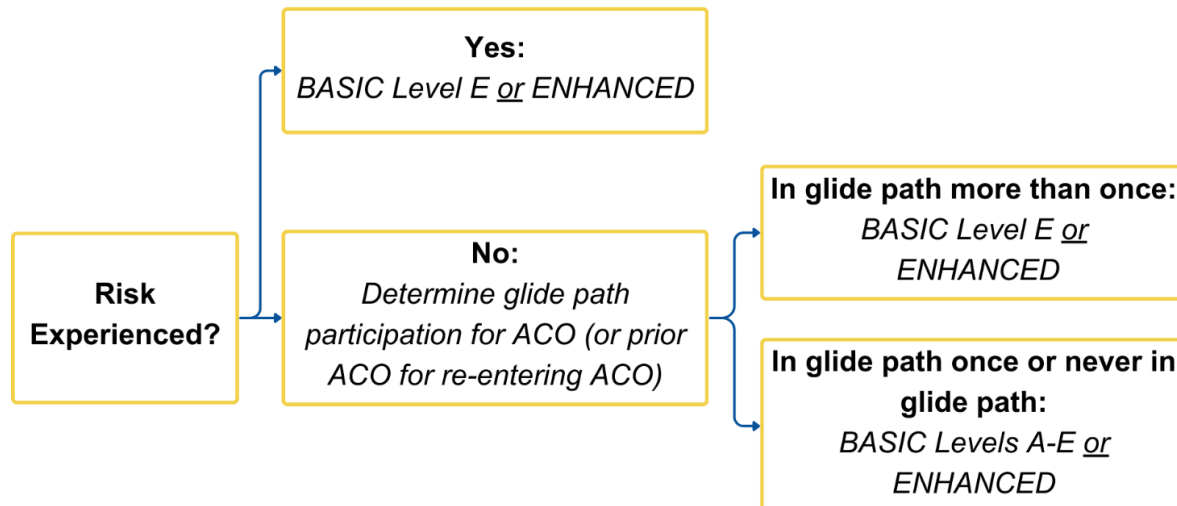 Yes:
BASIC Level E or ENHANCED
Risk
Experienced?
No:
Determine glide path
participation for ACO (or prior
ACO for re-entering ACO)
In glide path more than once:
BASIC Level E or
ENHANCED
In glide path once or never in
glide path:
BASIC Levels A-E or
ENHANCED